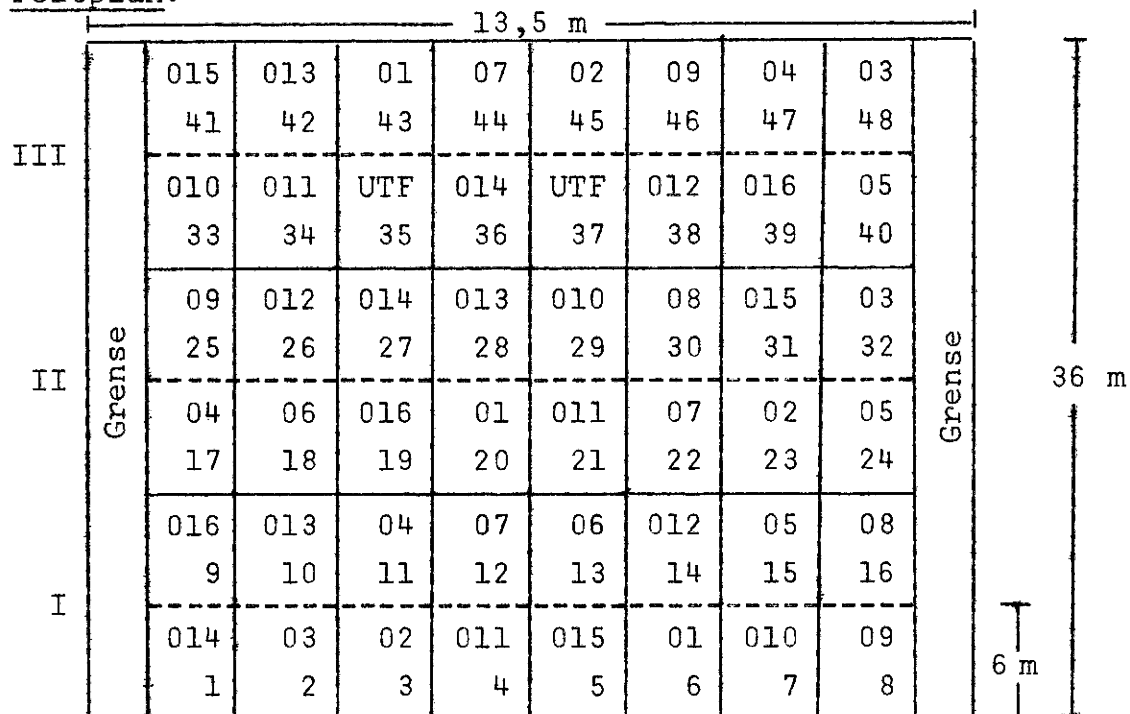 13,5 m
015 013 01 07 02 09 04 03
41 42 43 44 45 46 47 48
III
010 011 UTF 014 UTF 012 016 05
33 34 35 36 37 38 39 40
09 012 014 013 010 08 015 03
25 26 27 28 29 30 31 32
Grense
II
Grense
36 m
04 06 016 01 011 07 02 05
17 18 19 20 21 22 23 24
016 013 04 07 06 012 05 08
9 10 11 12 13 14 15 16
I
014 03 02 011 015 01 010 09
6 m
1 2 3 4 5 6 7 8